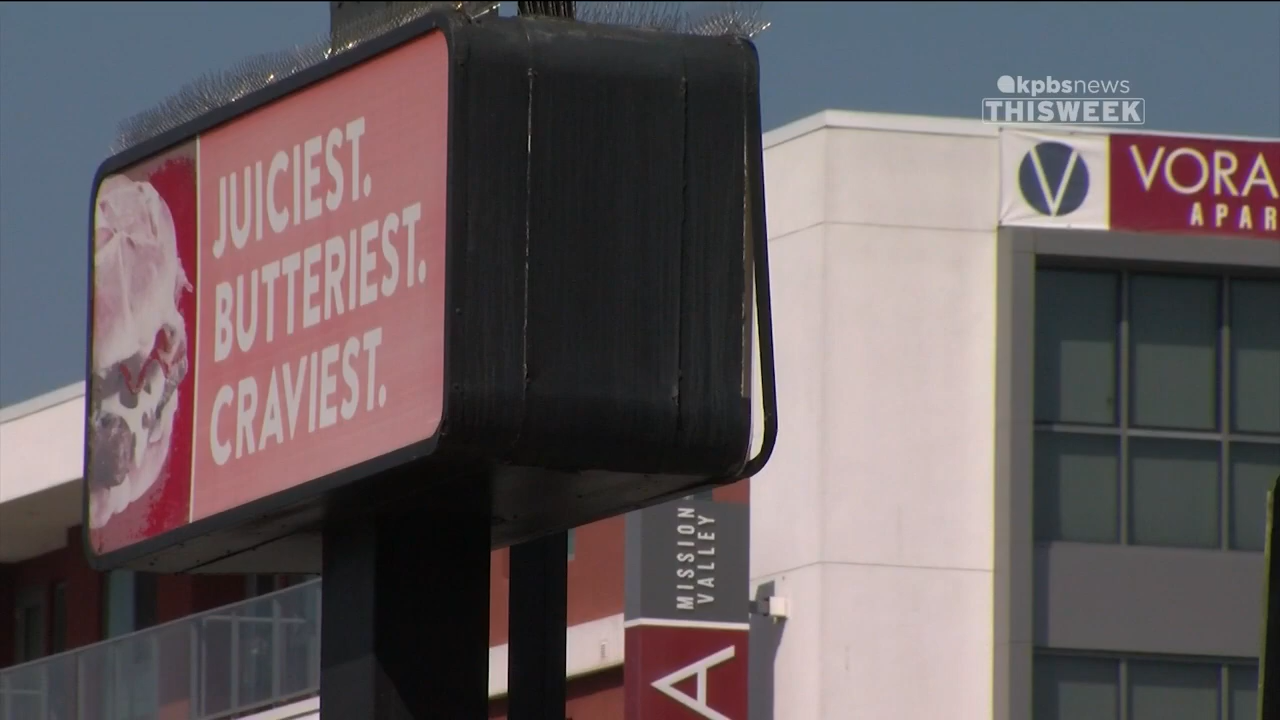 kpbsnews
THISWEEK
JUICIEST.
BUTTERIEST.
CRAVIEST.
V VORA
APAR
MISSION
VALLEY
A